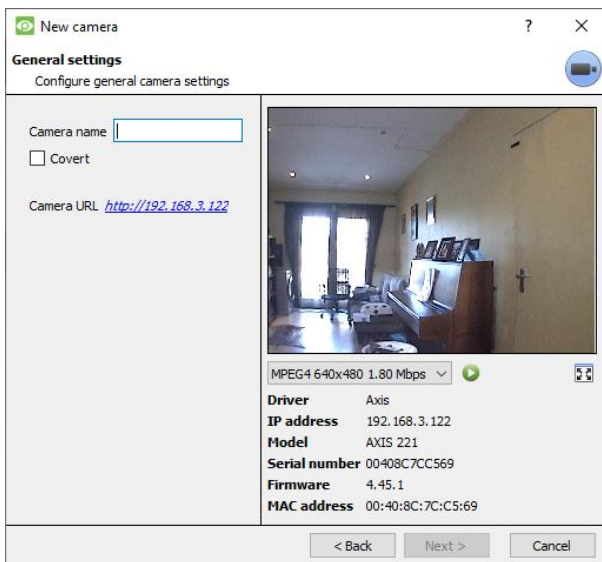 New camera
General settings
Configure general camera settings
Camera name
Covert
Camera URL http://192.168.3.122
MPEG4 640x480 1.80 Mbps
Driver Axis
IP address 192.168.3.122
Model AXIS 221
Serial number 00408C7CC569
Firmware 4.45.1
MAC address 00:40:8C:7C:C5:69
< Back Next > Cancel